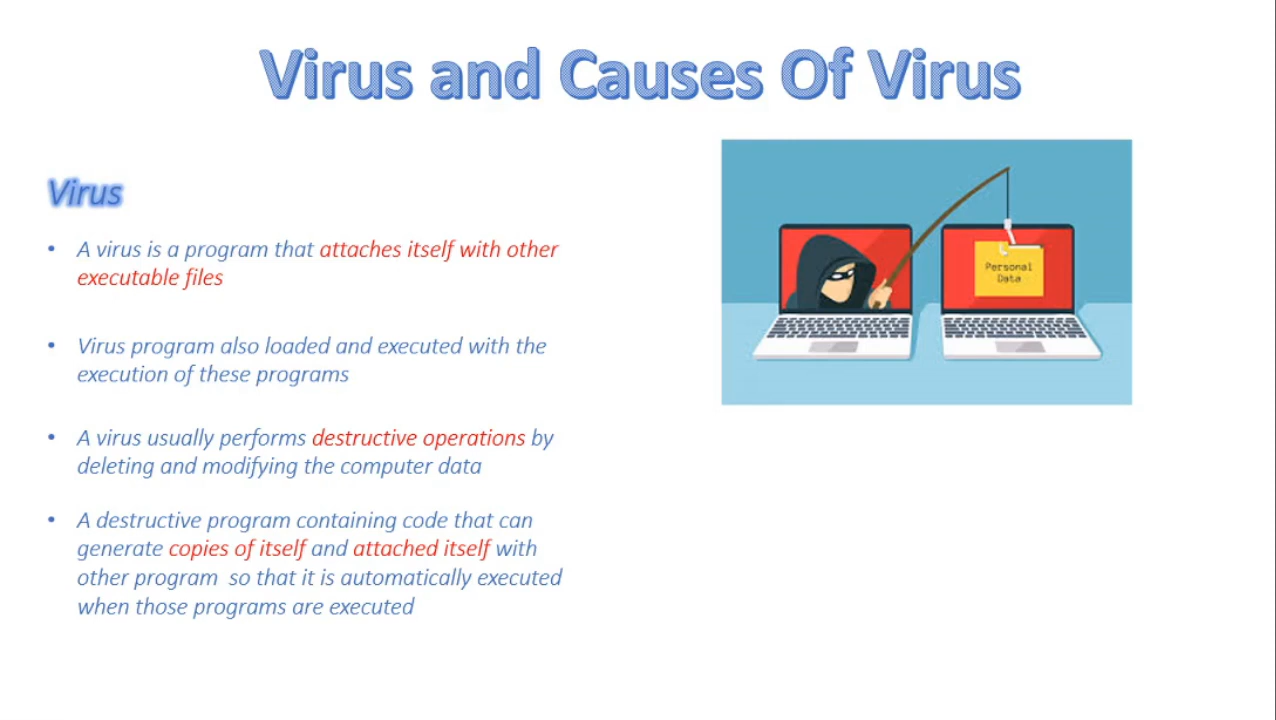 Virus and Causes Of Virus
Virus
• A virus is a program that attaches itself with other
executable files
• Virus program also loaded and executed with the
execution of these programs
• A virus usually performs destructive operations by
deleting and modifying the computer data
• A destructive program containing code that can
generate copies of itself and attached itself with
other program  so that it is automatically executed
when those programs are executed
Personal
Data